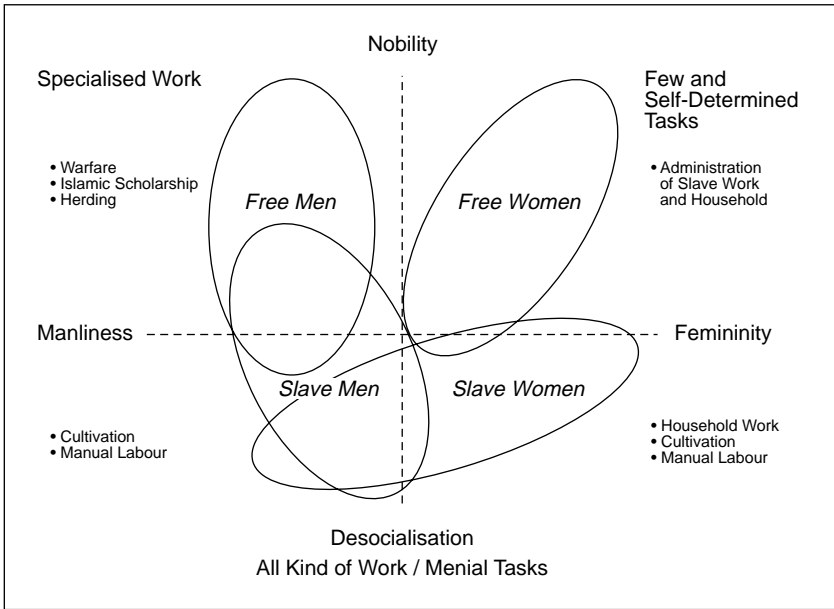 Nobility
Specialised Work
Few and
Self-Determined
Tasks
• Warfare
• Islamic Scholarship
• Herding
• Administration
of Slave Work
and Household
Free Men
Free Women
Manliness
Femininity
Slave Men
Slave Women
• Cultivation
• Manual Labour
• Household Work
• Cultivation
• Manual Labour
Desocialisation
All Kind of Work / Menial Tasks